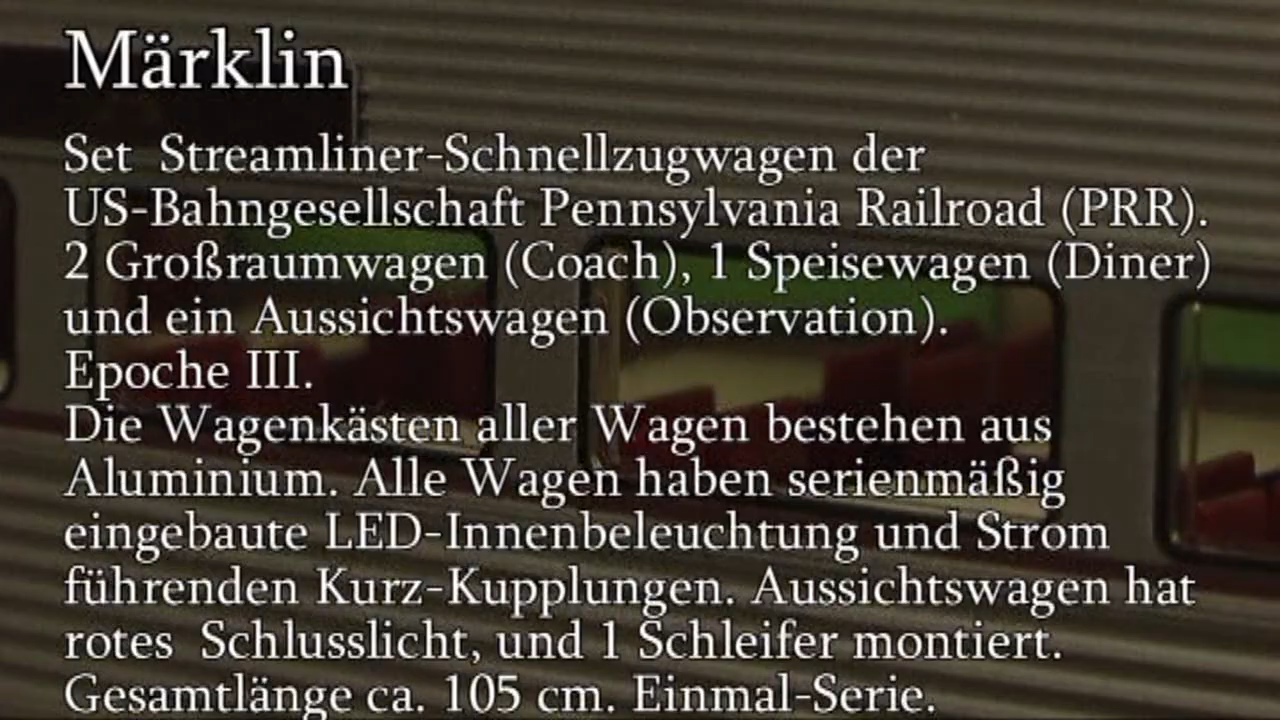 Märklin
Set Streamliner-Schnellzugwagen der
US-Bahngesellschaft Pennsylvania Railroad (PRR).
2 Großraumwagen (Coach), 1 Speisewagen (Diner)
und ein Aussichtswagen (Observation).
Epoche III.
Die Wagenkästen aller Wagen bestehen aus
Aluminium. Alle Wagen haben serienmäßig
eingebaute LED-Innenbeleuchtung und Strom
führenden Kurz-Kupplungen. Aussichtswagen hat
rotes Schlusslicht, und 1 Schleifer montiert.
Gesamtlänge ca. 105 cm. Einmal-Serie.